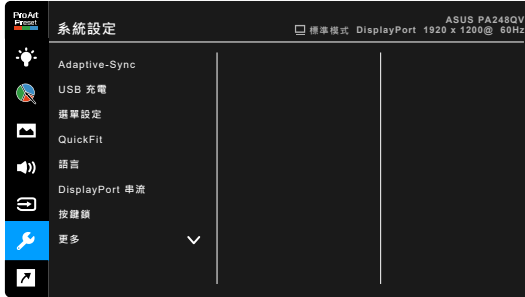 ProArt
Preset
系統設定
ASUS PA248QV
標準模式 DisplayPort 1920 x 1200@ 60Hz
Adaptive-Sync
USB 充電
選單設定
QuickFit
語言
DisplayPort 串流
按鍵鎖
更多